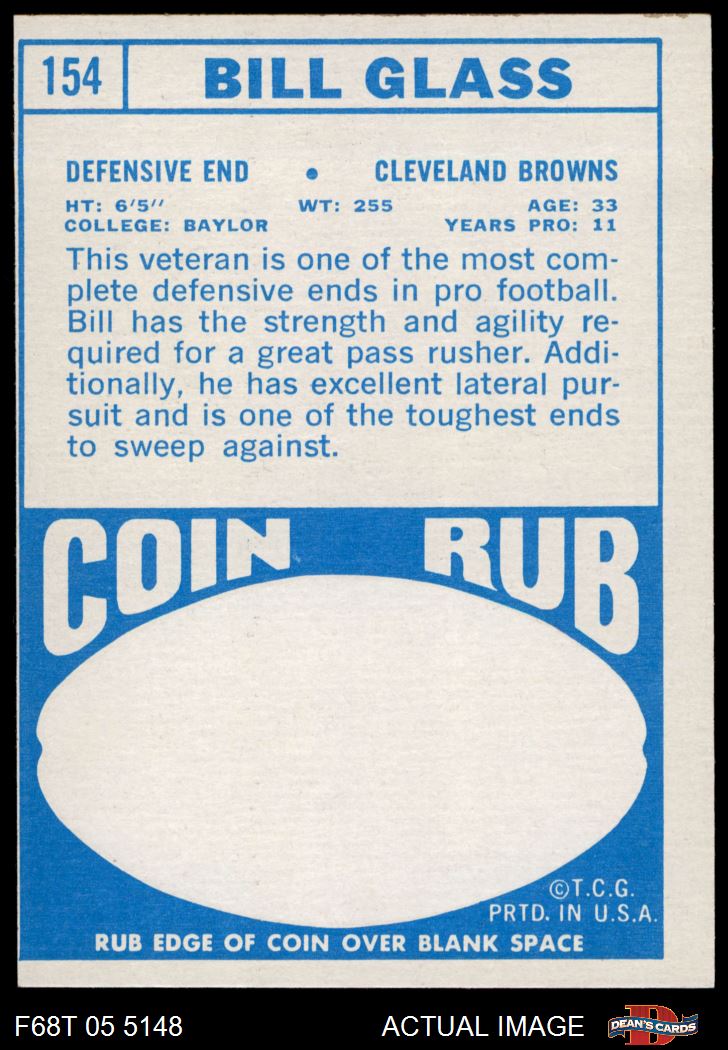 154
BILL GLASS
DEFENSIVE END • CLEVELAND BROWNS
HT: 6'5'' WT: 255 AGE: 33
COLLEGE: BAYLOR YEARS PRO: 11
This veteran is one of the most com-
plete defensive ends in pro football.
Bill has the strength and agility re-
quired for a great pass rusher. Addi-
tionally, he has excellent lateral pur-
suit and is one of the toughest ends
to sweep against.
COIN RUB
©T.C.G.
PRTD. IN U.S.A.
RUB EDGE OF COIN OVER BLANK SPACE
F68T 05 5148 ACTUAL IMAGE
D
DEAN'S CARDS